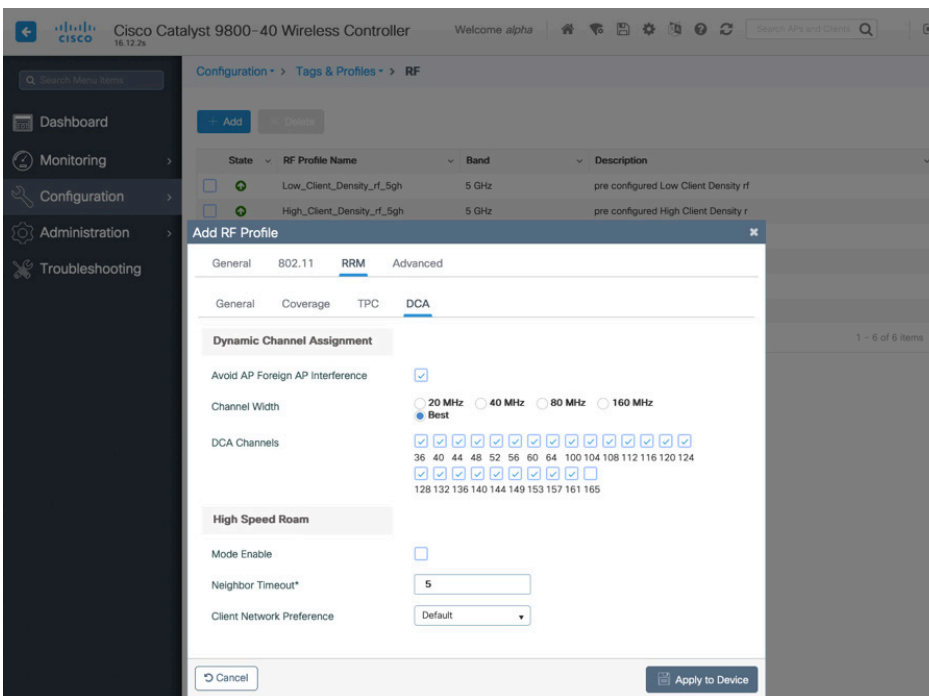 CISCO
Cisco Catalyst 9800-40 Wireless Controller
16.12.2s
Welcome alpha
Search APs and Clients
Search Menu Items
Dashboard
Monitoring
Configuration
Administration
Troubleshooting
Configuration > Tags & Profiles > RF
+ Add
× Delete
State RF Profile Name Band Description
Low_Client_Density_rf_5gh 5 GHz pre configured Low Client Density rf
High_Client_Density_rf_5gh 5 GHz pre configured High Client Density r
1 - 6 of 6 items
Add RF Profile
General 802.11 RRM Advanced
General Coverage TPC DCA
Dynamic Channel Assignment
Avoid AP Foreign AP Interference
Channel Width 20 MHz 40 MHz 80 MHz 160 MHz
Best
DCA Channels
36 40 44 48 52 56 60 64 100 104 108 112 116 120 124
128 132 136 140 144 149 153 157 161 165
High Speed Roam
Mode Enable
Neighbor Timeout* 5
Client Network Preference Default
Cancel
Apply to Device